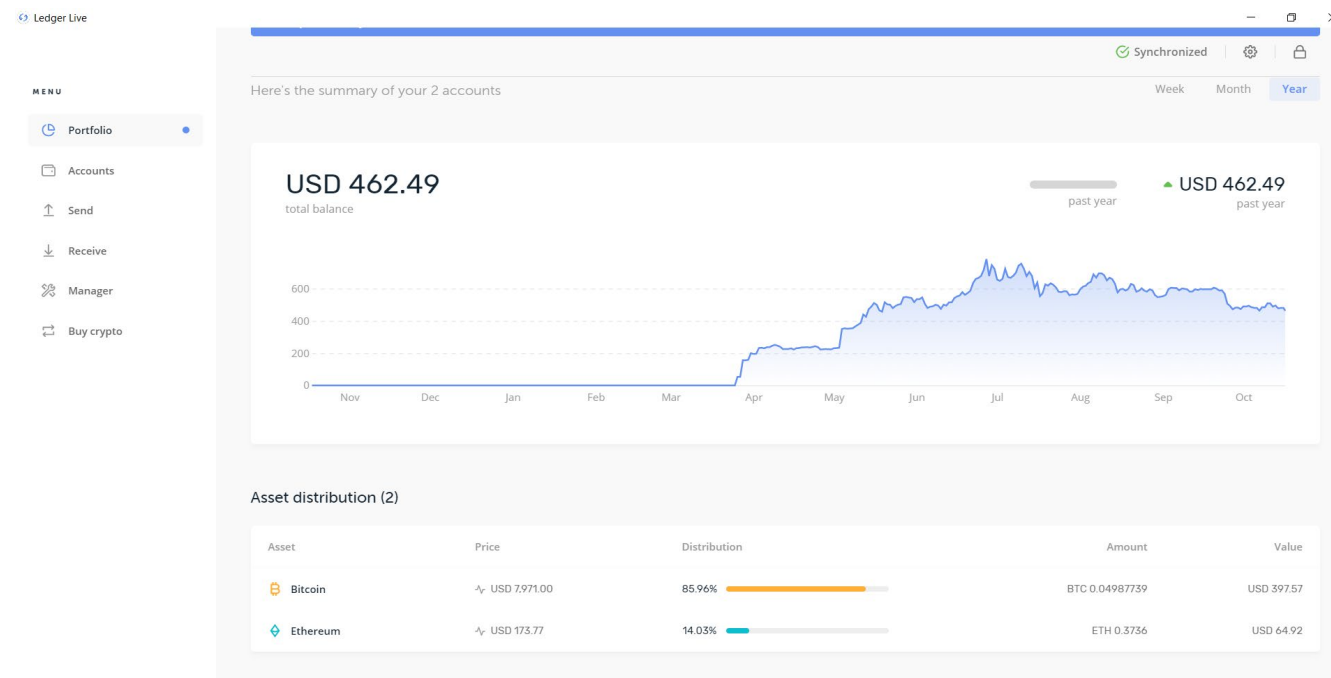 Ledger Live
Synchronized
MENU
Here's the summary of your 2 accounts
Week Month Year
Portfolio
Accounts
Send
Receive
Manager
Buy crypto
USD 462.49
total balance
past year
USD 462.49
past year
600
400
200
0
Nov Dec Jan Feb Mar Apr May Jun Jul Aug Sep Oct
Asset distribution (2)
Asset Price Distribution Amount Value
Bitcoin USD 7,971.00 85.96% BTC 0.04987739 USD 397.57
Ethereum USD 173.77 14.03% ETH 0.3736 USD 64.92